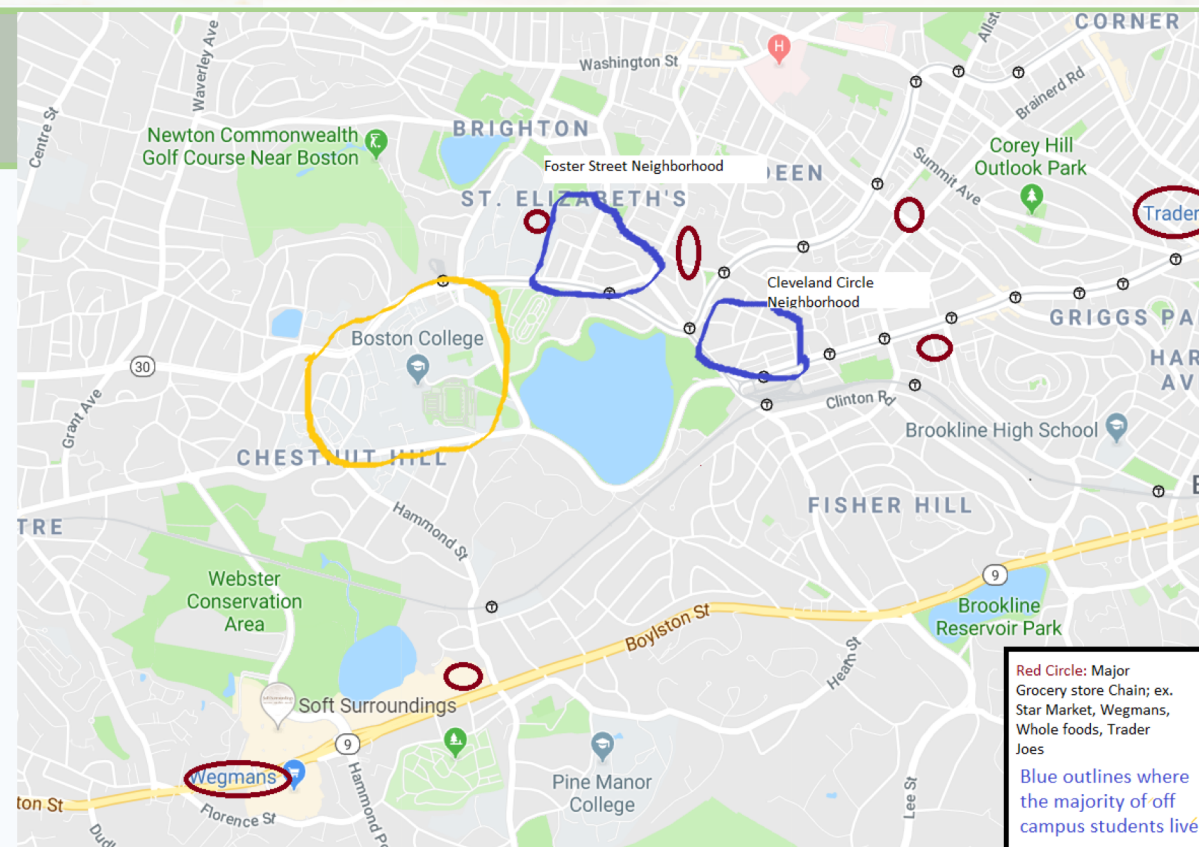 CORNER
Allst
Washington St
Waverley Ave
Centre St
Brainerd Rd
Newton Commonwealth
Golf Course Near Boston
BRIGHTON
Corey Hill
Outlook Park
Summit Ave
Foster Street Neighborhood
DEEN
ST. ELIZABETH'S
Trader
Cleveland Circle
Neighborhood
GRIGGS PA
Boston College
30
HAR
AV
Grant Ave
Clinton Rd
Brookline High School
CHESTNUT HILL
FISHER HILL
TRE
Hammond St
9
Webster
Conservation
Area
Brookline
Reservoir Park
Boylston St
Hearn St
Soft Surroundings
9
Wegmans
ton St
Florence St
Hammond Po
Dud
Pine Manor
College
Lee St
Red Circle: Major
Grocery store Chain; ex.
Star Market, Wegmans,
Whole foods, Trader
Joes
Blue outlines where
the majority of off
campus students live